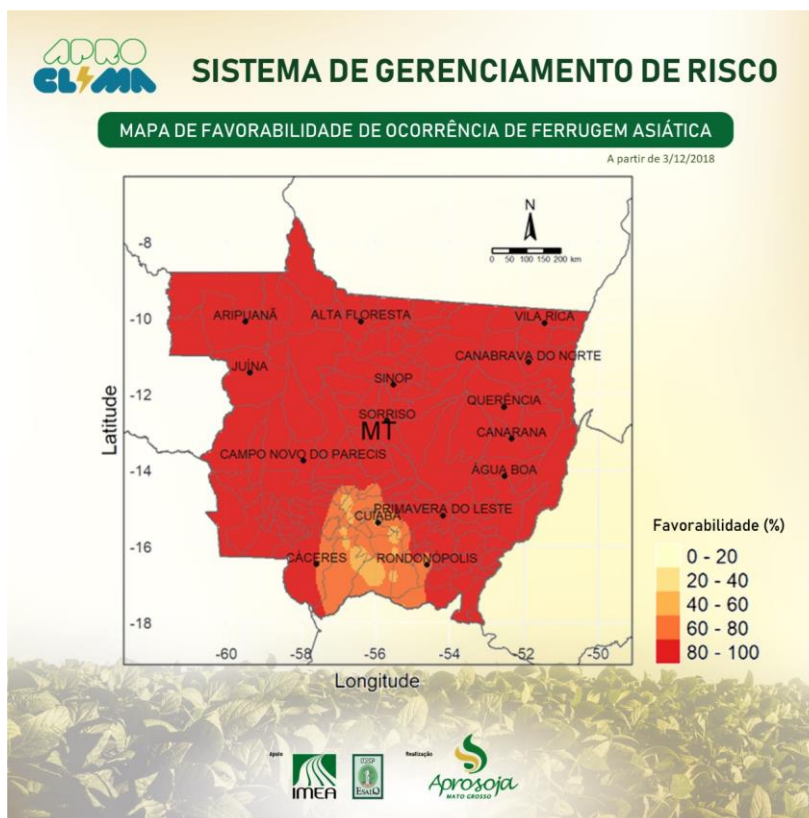 APRO
CLIMA
SISTEMA DE GERENCIAMENTO DE RISCO
MAPA DE FAVORABILIDADE DE OCORRÊNCIA DE FERRUGEM ASIÁTICA
A partir de 3/12/2018
N
0 50 100 150 200 km
-8
-10
-12
-14
-16
-18
Latitude
ARIPUANÃ
ALTA FLORESTA
VILA RICA
CANABRAVA DO NORTE
JUÍNA
SINOP
QUERÊNCIA
SORRISO
MT
CANARANA
CAMPO NOVO DO PARECIS
ÁGUA BOA
PRIMAVERA DO LESTE
CUIABÁ
CÁCERES
RONDONÓPOLIS
-60 -58 -56 -54 -52 -50
Longitude
Favorabilidade (%)
0 - 20
20 - 40
40 - 60
60 - 80
80 - 100
Apoio
IMEA
USP
ESALQ
Realização
Aprosoja
MATO GROSSO